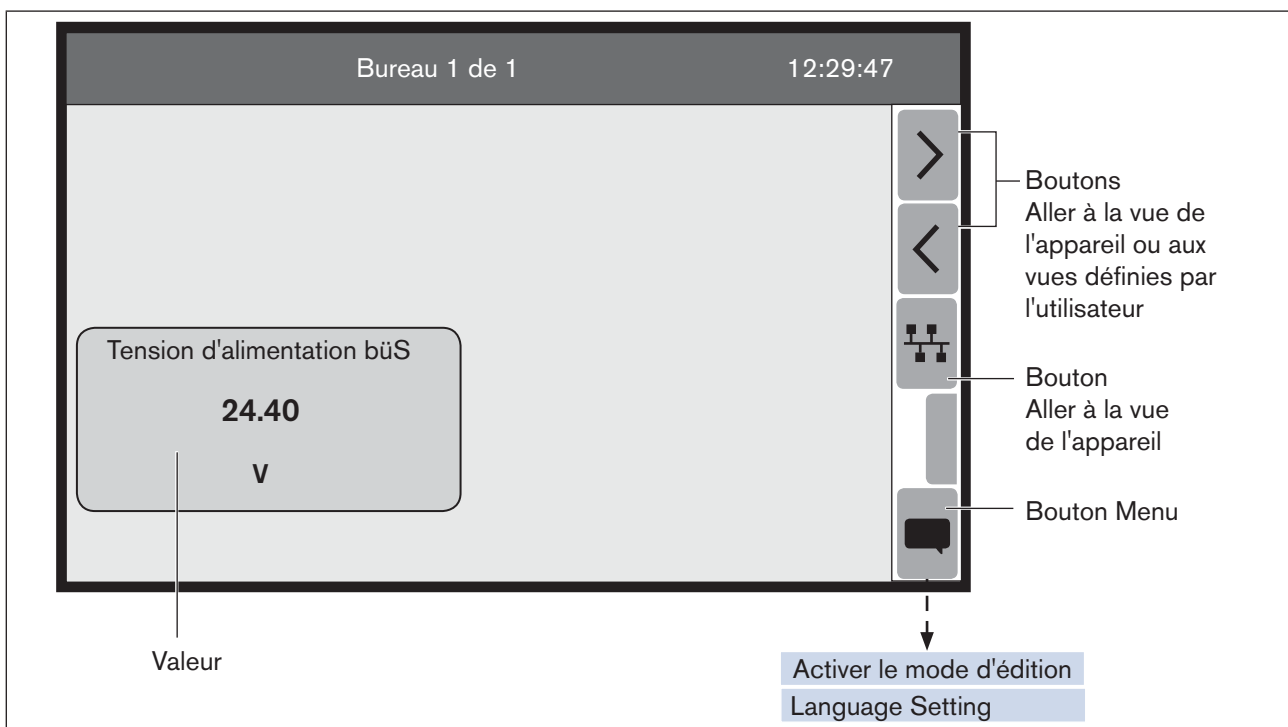 Bureau 1 de 1
12:29:47
Boutons
Aller à la vue de
l'appareil ou aux
vues définies par
l'utilisateur
Tension d'alimentation büS
24.40
V
Bouton
Aller à la vue
de l'appareil
Bouton Menu
Valeur
Activer le mode d'édition
Language Setting